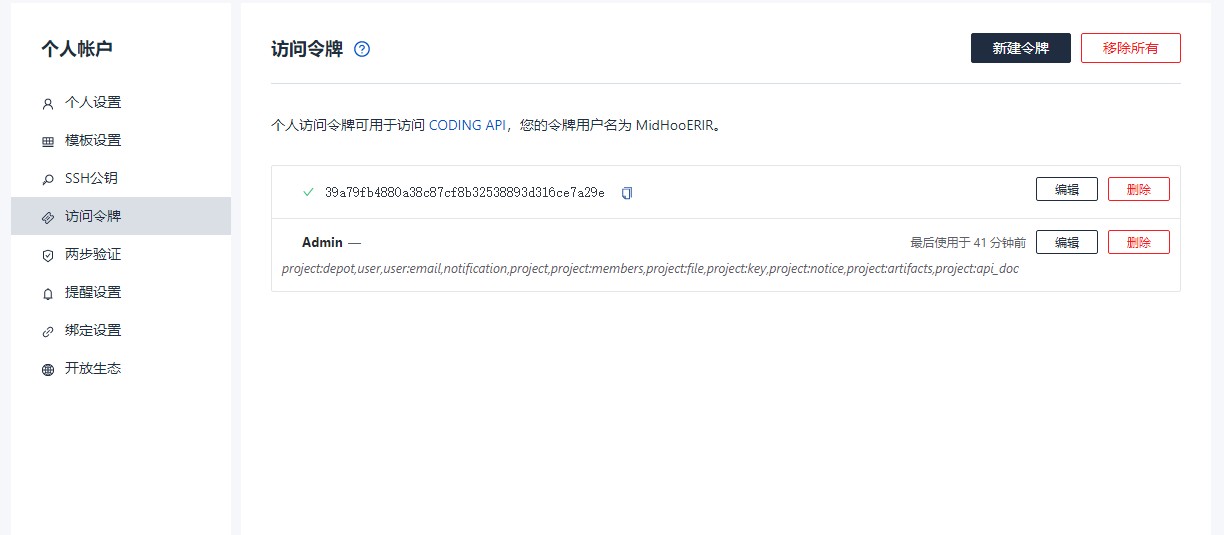 个人帐户
个人设置
模板设置
SSH公钥
访问令牌
两步验证
提醒设置
绑定设置
开放生态
访问令牌
新建令牌
移除所有
个人访问令牌可用于访问 CODING API，您的令牌用户名为 MidHooERIR。
39a79fb4880a38c87cf8b32538893d316ce7a29e
编辑
删除
Admin —
最后使用于 41 分钟前
编辑
删除
project:depot,user,user:email,notification,project,project:members,project:file,project:key,project:notice,project:artifacts,project:api_doc